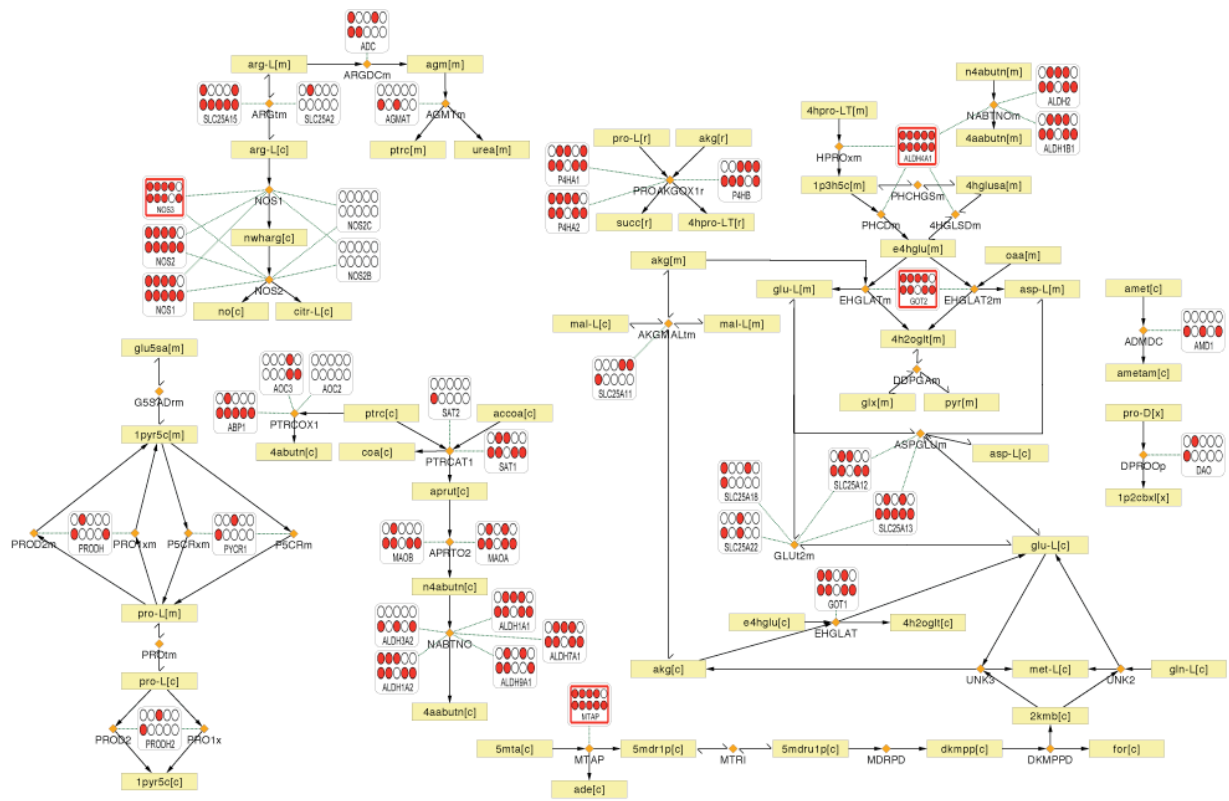 ADC
arg-L[m]
ARGDCm
agm[m]
SLC25A15
ARGtm
SLC25A2
AGMAT
AGMTm
ptrc[m]
urea[m]
arg-L[c]
NOS3
NOS1
NOS2C
nwharg[c]
NOS2
NOS2B
NOS2
NOS1
no[c]
citr-L[c]
pro-L[r]
akg[r]
P4HA1
PROAKGOX1r
P4HB
P4HA2
succ[r]
4hpro-LT[r]
n4abutn[m]
ALDH2
4hpro-LT[m]
NABTNOm
4aabutn[m]
ALDH1B1
HPROxm
ALDH4A1
1p3h5c[m]
PHCHGSm
4hglusa[m]
PHCDm
4HGLSDm
e4hglu[m]
akg[m]
oaa[m]
glu-L[m]
EHGLATm
GOT2
EHGLAT2m
asp-L[m]
mal-L[c]
AKGMALtm
mal-L[m]
4h2oglt[m]
SLC25A11
DDPGAm
glx[m]
pyr[m]
amet[c]
ADMDC
AMD1
ametam[c]
pro-D[x]
DPROOp
DAO
1p2cbxl[x]
glu5sa[m]
G5SADrm
1pyr5c[m]
AOC3
AOC2
ABP1
PTRCOX1
4abutn[c]
ptrc[c]
SAT2
accoa[c]
coa[c]
PTRCAT1
SAT1
aprut[c]
ASPGLUm
asp-L[c]
SLC25A18
SLC25A12
SLC25A13
SLC25A22
GLUt2m
glu-L[c]
PROD2m
PRODH
PRO1xm
P5CRxm
PYCR1
P5CRm
MAOB
APRTO2
MAOA
n4abutn[c]
pro-L[m]
PROtm
pro-L[c]
ALDH3A2
NABTNO
ALDH1A1
ALDH7A1
ALDH1A2
ALDH9A1
4aabutn[c]
GOT1
e4hglu[c]
EHGLAT
4h2oglt[c]
akg[c]
UNK3
met-L[c]
UNK2
gln-L[c]
2kmb[c]
PROD2
PRODH2
PRO1x
1pyr5c[c]
MTAP
5mta[c]
MTAP
5mdr1p[c]
MTRI
5mdru1p[c]
MDRPD
dkmpp[c]
DKMPPD
for[c]
ade[c]